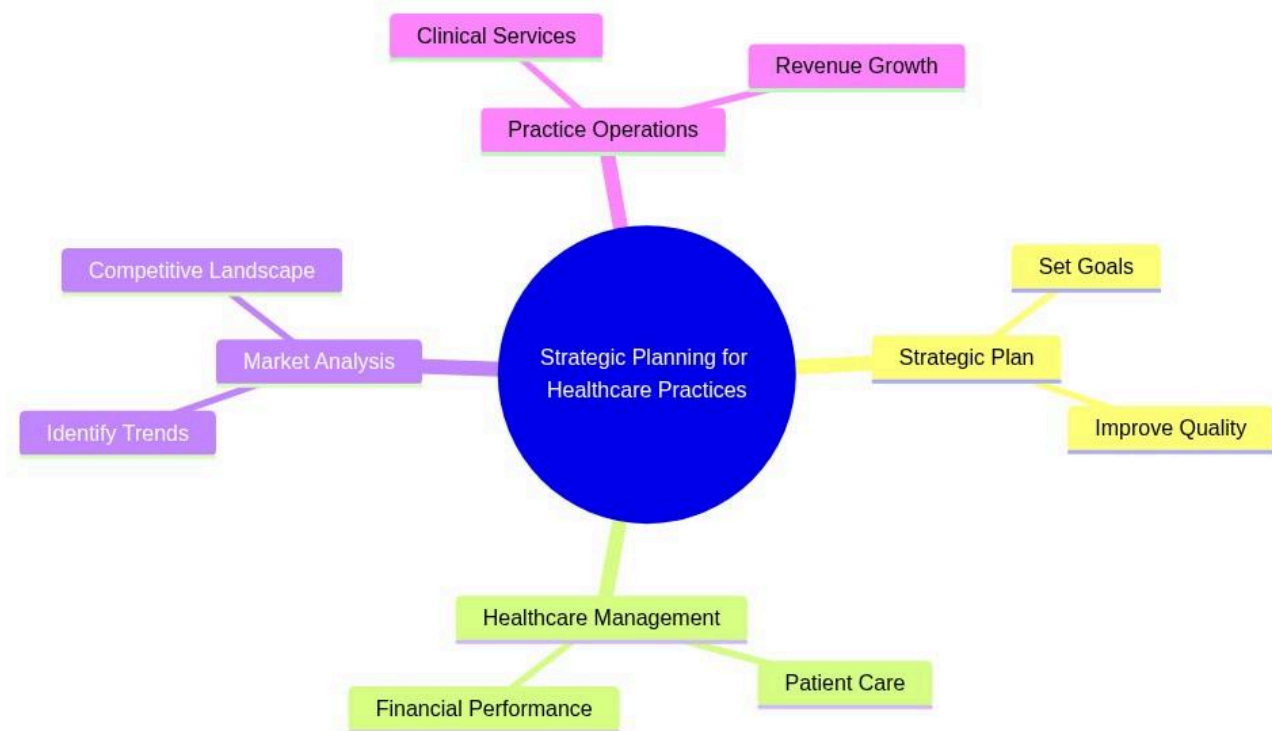 Clinical Services
Revenue Growth
Practice Operations
Competitive Landscape
Set Goals
Market Analysis
Strategic Planning for
Healthcare Practices
Strategic Plan
Identify Trends
Improve Quality
Healthcare Management
Patient Care
Financial Performance